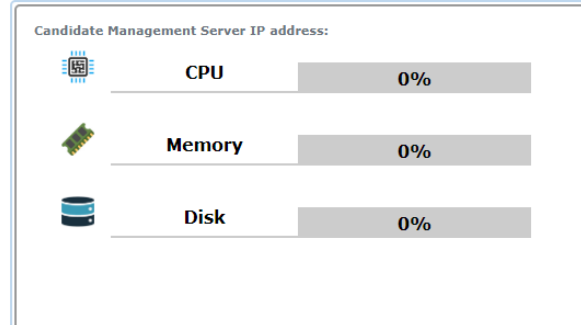 Candidate Management Server IP address:
CPU 0%
Memory 0%
Disk 0%